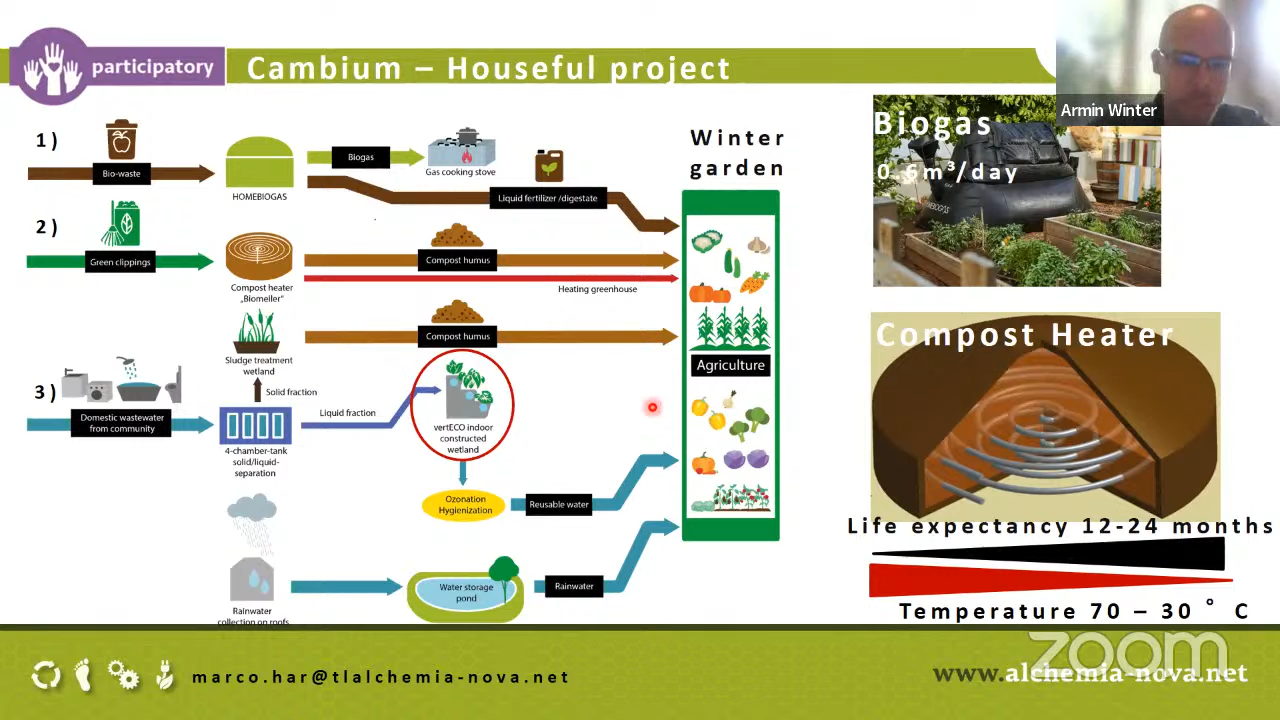 participatory
Cambium – Houseful project
Armin Winter
1)
Bio-waste
HOMEBIOGAS
Biogas
Gas cooking stove
Liquid fertilizer /digestate
2)
Green clippings
Compost heater
„Biomeiler"
Compost humus
Heating greenhouse
Sludge treatment
wetland
Compost humus
Solid fraction
3)
Domestic wastewater
from community
4-chamber-tank
solid/liquid-
separation
Liquid fraction
vertECO indoor
constructed
wetland
Ozonation
Hygienization
Reusable water
Rainwater
collection on roofs
Water storage
pond
Rainwater
Winter
garden
Agriculture
Biogas
0.6m³/day
HOMEBIOGAS
Compost Heater
Life expectancy 12-24 months
Temperature 70 – 30 ° C
marco.har@tlalchemia-nova.net
www.alchemia-nova.net
zoom